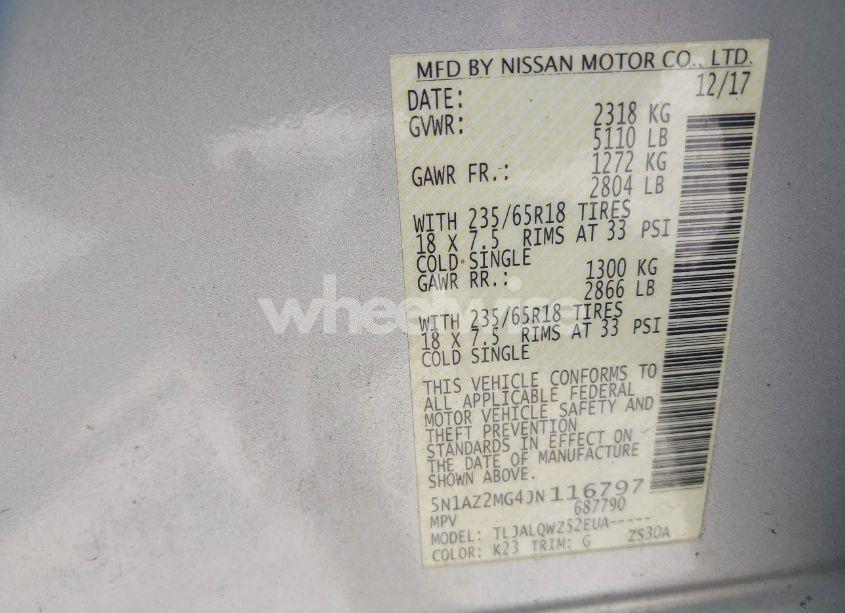 MFD BY NISSAN MOTOR CO., LTD.
DATE: 12/17
GVWR: 2318 KG
5110 LB
GAWR FR.: 1272 KG
2804 LB
WITH 235/65R18 TIRES
18 X 7.5 RIMS AT 33 PSI
COLD SINGLE
GAWR RR.: 1300 KG
2866 LB
WITH 235/65R18 TIRES
18 X 7.5 RIMS AT 33 PSI
COLD SINGLE
THIS VEHICLE CONFORMS TO
ALL APPLICABLE FEDERAL
MOTOR VEHICLE SAFETY AND
THEFT PREVENTION
STANDARDS IN EFFECT ON
THE DATE OF MANUFACTURE
SHOWN ABOVE.
5N1AZ2MG4JN116797
MPV 687790
MODEL: TLJALQWZ52EUA-----
COLOR: K23 TRIM: G ZS30A